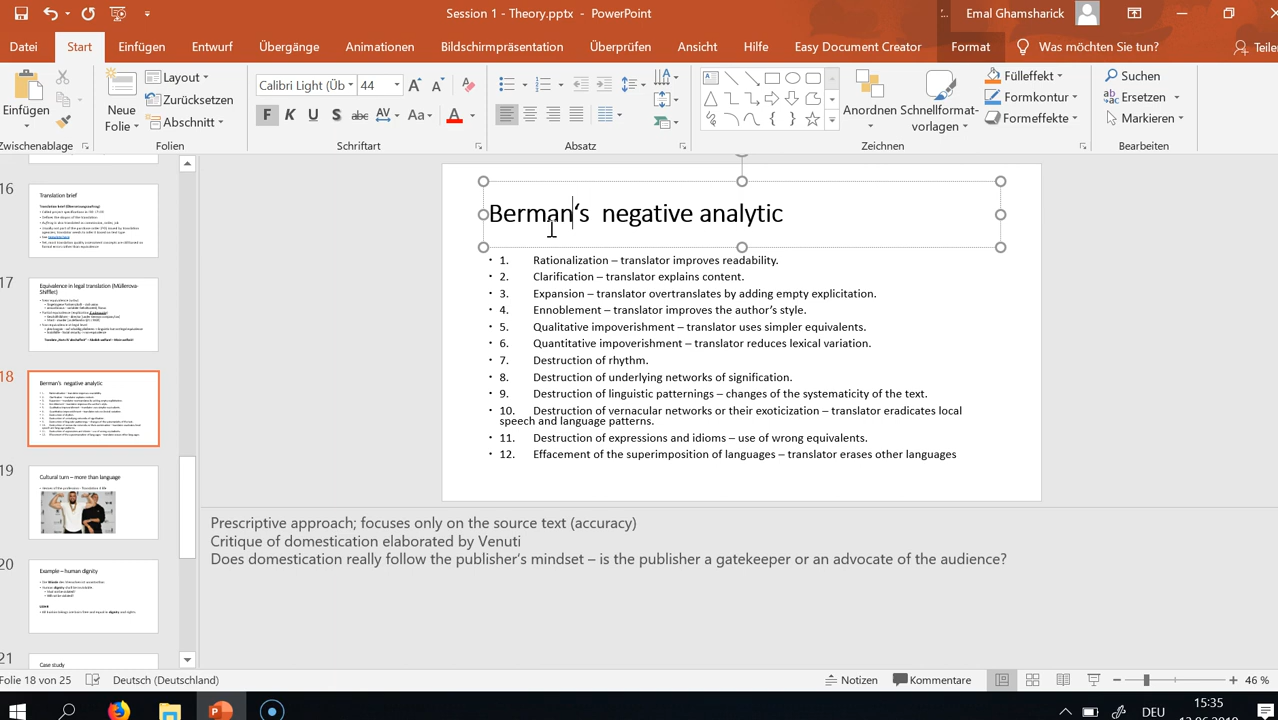 Session 1 - Theory.pptx - PowerPoint
Emal Ghamsharick
Datei Start Einfügen Entwurf Übergänge Animationen Bildschirmpräsentation Überprüfen Ansicht Hilfe Easy Document Creator Format Was möchten Sie tun? Teilen
Einfügen
Zwischenablage
Neue Folie
Layout
Zurücksetzen
Abschnitt
Folien
Calibri Light (Üb 44
F K U S abc AV Aa A
Schriftart
Absatz
Anordnen
Schnellformat-
vorlagen
Fülleffekt
Formkontur
Formeffekte
Zeichnen
Suchen
Ersetzen
Markieren
Bearbeiten
16
Translation brief
17
Equivalence in legal translation (Müllerova-
Shifflet)
18
Berman's negative analytic
19
Cultural turn – more than language
20
Example – human dignity
21
Case study
Berman‘s  negative analytic
• 1. Rationalization – translator improves readability.
• 2. Clarification – translator explains content.
• 3. Expansion – translator overtranslates by adding empty explicitation.
• 4. Ennoblement – translator improves the author's style.
• 5. Qualitative impoverishment – translator uses simpler equivalents.
• 6. Quantitative impoverishment – translator reduces lexical variation.
• 7. Destruction of rhythm.
• 8. Destruction of underlying networks of signification.
• 9. Destruction of linguistic patternings – changes the systematicity of the text.
• 10. Destruction of vernacular networks or their exoticization – translator eradicates local
speech and language patterns.
• 11. Destruction of expressions and idioms – use of wrong equivalents.
• 12. Effacement of the superimposition of languages – translator erases other languages
Prescriptive approach; focuses only on the source text (accuracy)
Critique of domestication elaborated by Venuti
Does domestication really follow the publisher's mindset – is the publisher a gatekeeper or an advocate of the audience?
Folie 18 von 25 Deutsch (Deutschland) Notizen Kommentare 46 %
DEU 15:35